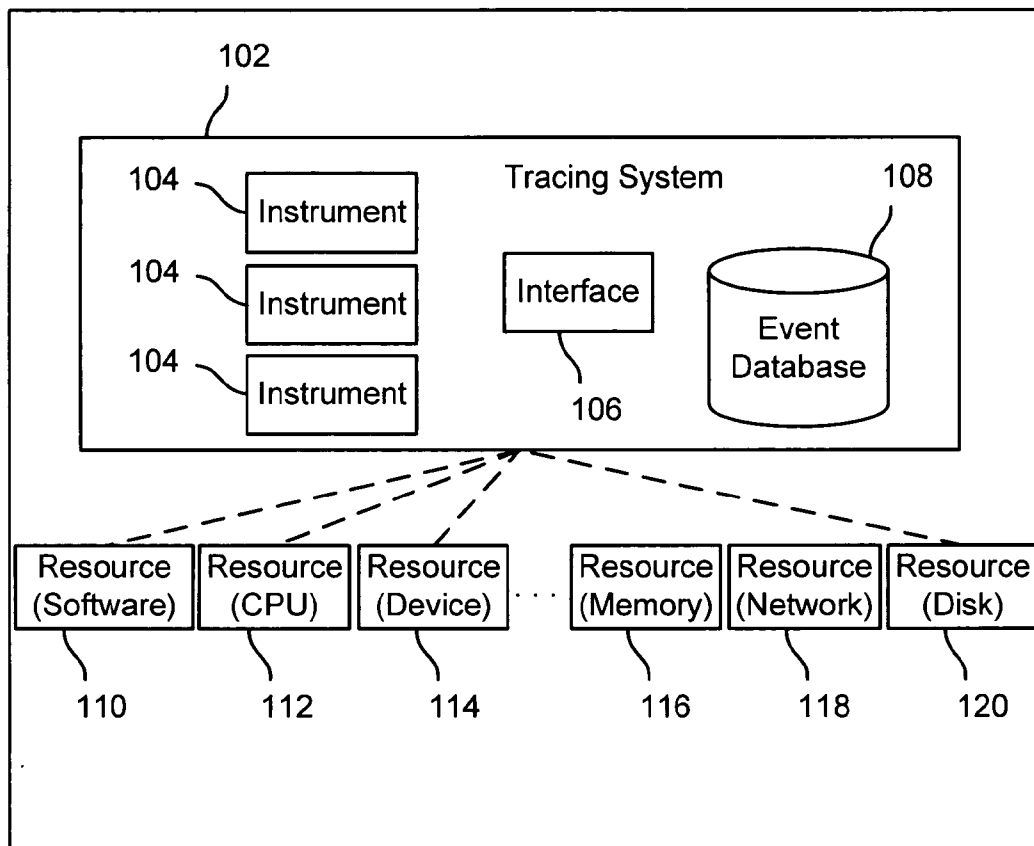 102
104
Instrument
Tracing System
108
104
Instrument
Interface
Event
Database
104
Instrument
106
Resource
(Software)
Resource
(CPU)
Resource
(Device)
. . . .
Resource
(Memory)
Resource
(Network)
Resource
(Disk)
110
112
114
116
118
120